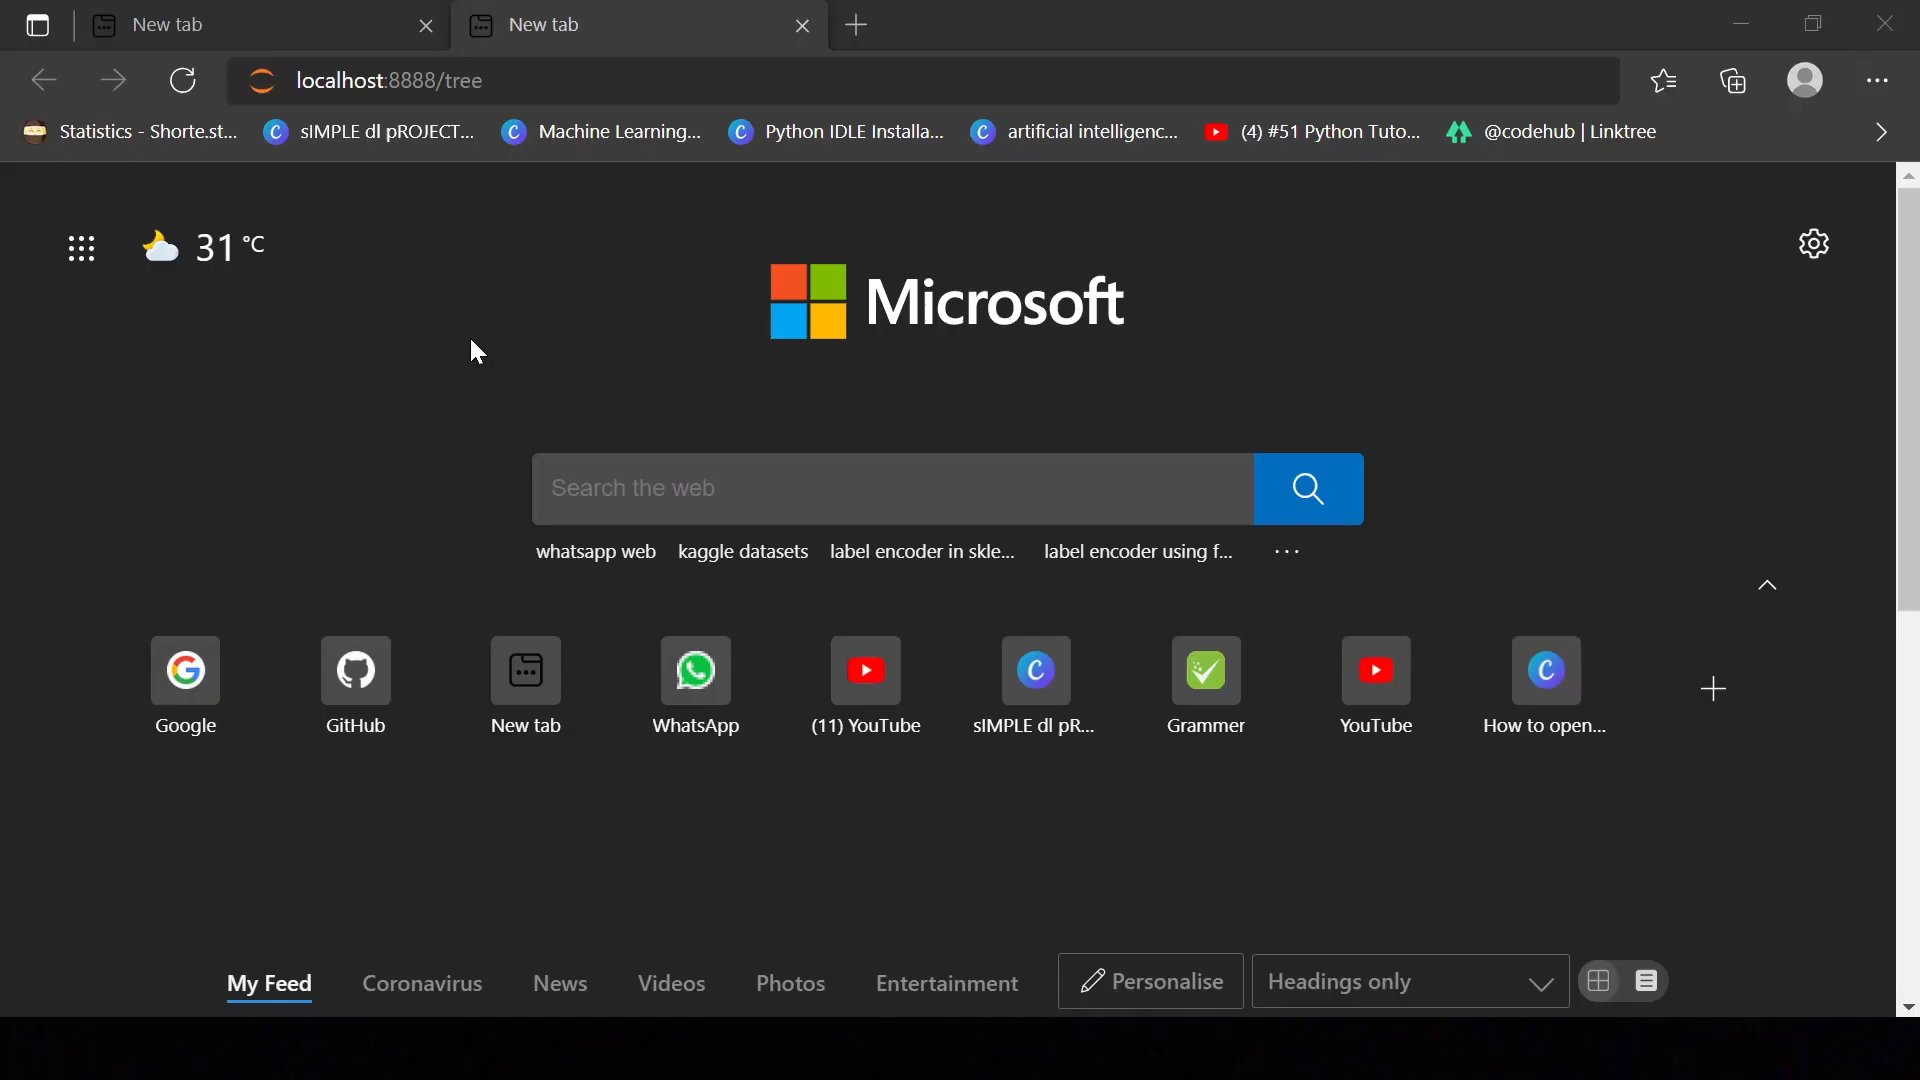 New tab
New tab
localhost:8888/tree
Statistics - Shorte.st...
sIMPLE dl pROJECT...
Machine Learning...
Python IDLE Installa...
artificial intelligenc...
(4) #51 Python Tuto...
@codehub | Linktree
31 °C
Microsoft
Search the web
whatsapp web
kaggle datasets
label encoder in skle...
label encoder using f...
Google
GitHub
New tab
WhatsApp
(11) YouTube
sIMPLE dl pR...
Grammer
YouTube
How to open...
My Feed
Coronavirus
News
Videos
Photos
Entertainment
Personalise
Headings only